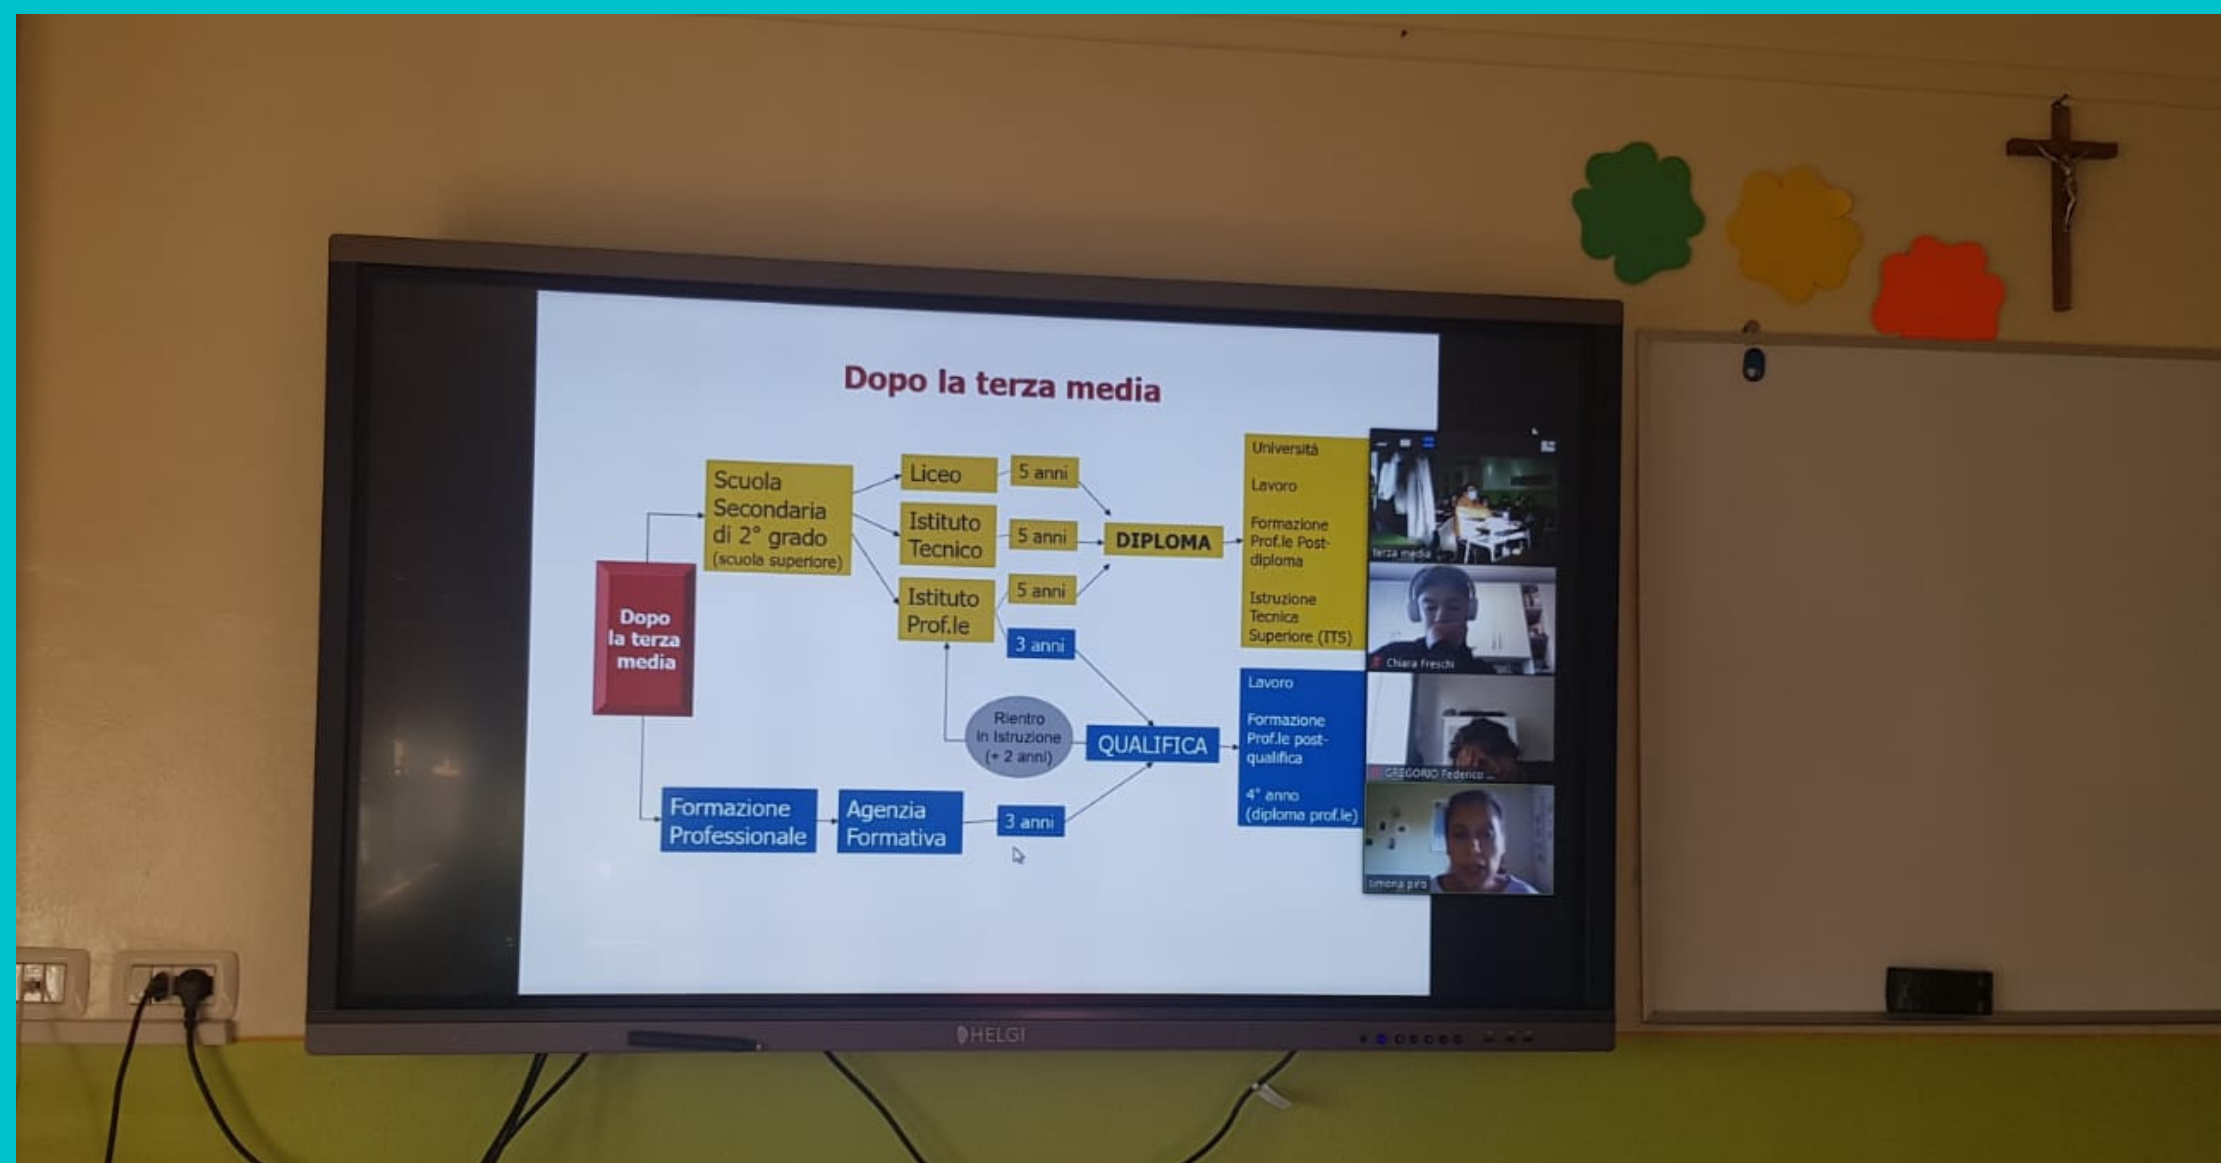 Dopo la terza media
Dopo
la terza
media
Scuola
Secondaria
di 2° grado
(scuola superiore)
Liceo
5 anni
Istituto
Tecnico
5 anni
Istituto
Prof.le
5 anni
3 anni
DIPLOMA
Università
Lavoro
Formazione
Prof.le Post-
diploma
Istruzione
Tecnica
Superiore (ITS)
Rientro
in Istruzione
(+ 2 anni)
QUALIFICA
Lavoro
Formazione
Prof.le post-
qualifica
4° anno
(diploma prof.le)
Formazione
Professionale
Agenzia
Formativa
3 anni
terza media
Chiara Freschi
GREGORIO Federico ...
simona piro
HELGI